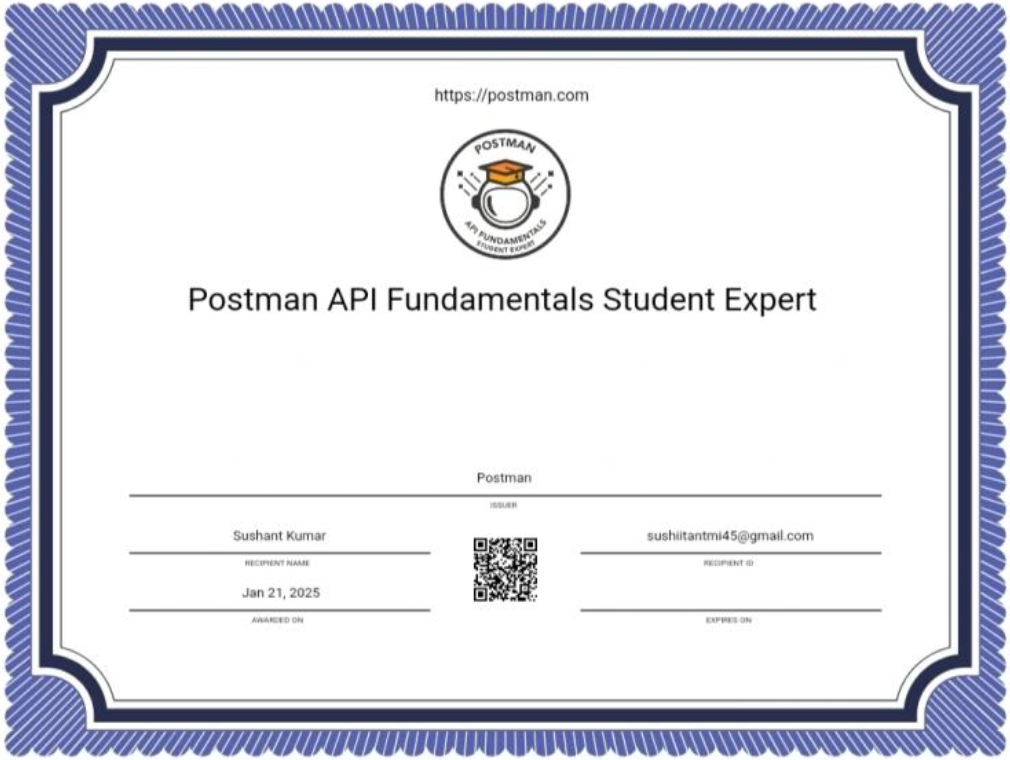 https://postman.com
POSTMAN
API FUNDAMENTALS
STUDENT EXPERT
Postman API Fundamentals Student Expert
Postman
ISSUER
Sushant Kumar
RECIPIENT NAME
sushiitantmi45@gmail.com
RECIPIENT ID
Jan 21, 2025
AWARDED ON
EXPIRES ON